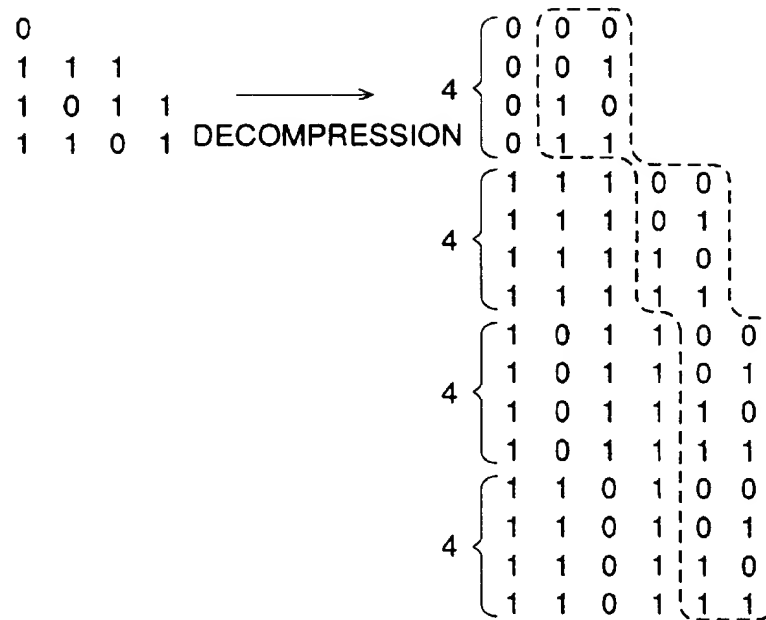 0
1 1 1
1 0 1 1
1 1 0 1
DECOMPRESSION
4
0 0 0
0 0 1
0 1 0
0 1 1
4
1 1 1 0 0
1 1 1 0 1
1 1 1 1 0
1 1 1 1 1
4
1 0 1 1 0 0
1 0 1 1 0 1
1 0 1 1 1 0
1 0 1 1 1 1
4
1 1 0 1 0 0
1 1 0 1 0 1
1 1 0 1 1 0
1 1 0 1 1 1